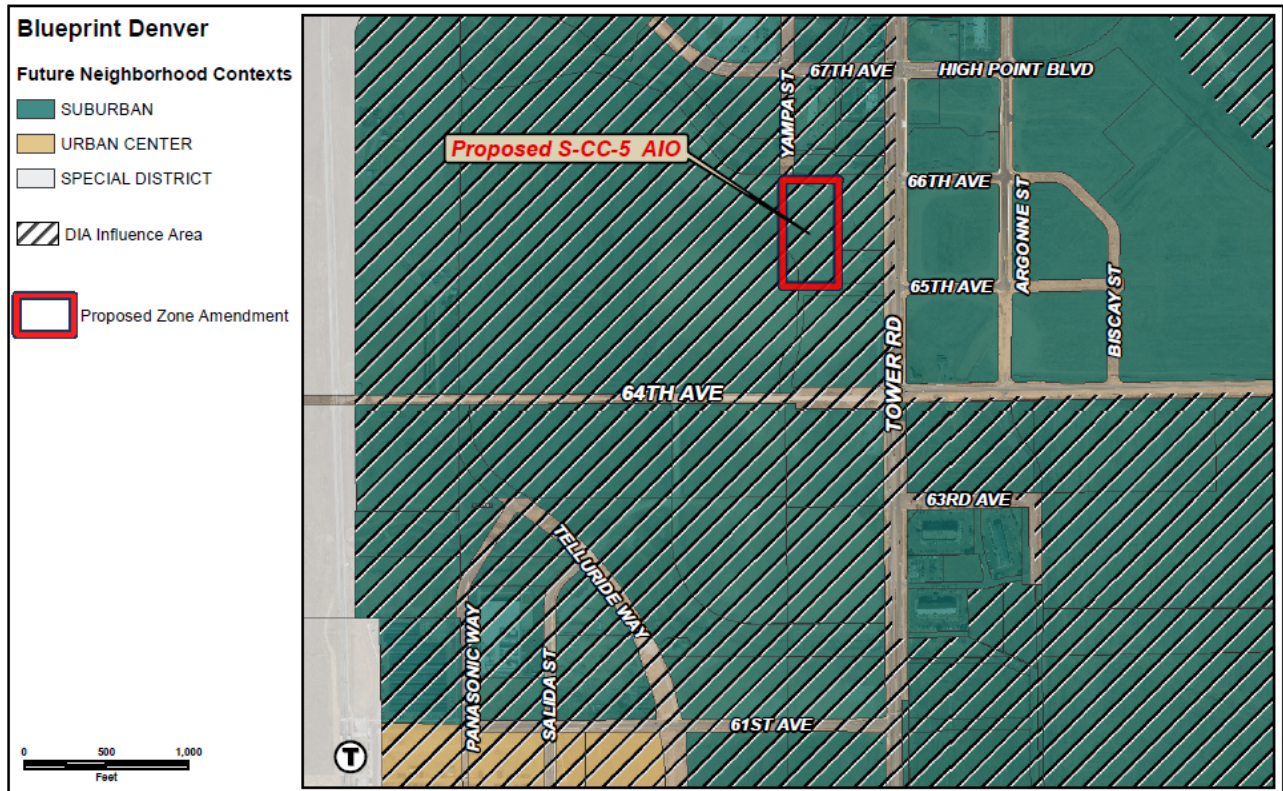 Blueprint Denver
Future Neighborhood Contexts
SUBURBAN
URBAN CENTER
SPECIAL DISTRICT
DIA Influence Area
Proposed Zone Amendment
0 500 1,000
Feet
67TH AVE
HIGH POINT BLVD
YAMPA ST
Proposed S-CC-5 AIO
66TH AVE
ARGONNE ST
65TH AVE
BISCAY ST
TOWER RD
64TH AVE
63RD AVE
TELLURIDE WAY
PANASONIC WAY
SALIDA ST
61ST AVE
T